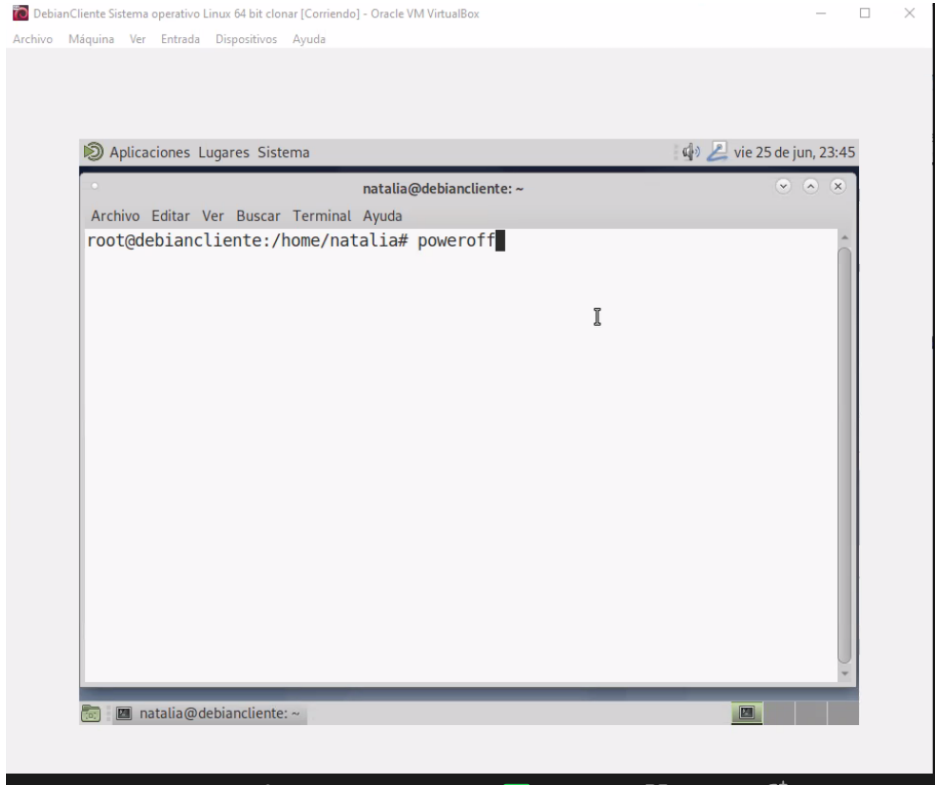 DebianCliente Sistema operativo Linux 64 bit clonar [Corriendo] - Oracle VM VirtualBox
Archivo Máquina Ver Entrada Dispositivos Ayuda
Aplicaciones Lugares Sistema vie 25 de jun, 23:45
natalia@debiancliente: ~
Archivo Editar Ver Buscar Terminal Ayuda
root@debiancliente:/home/natalia# poweroff
natalia@debiancliente: ~